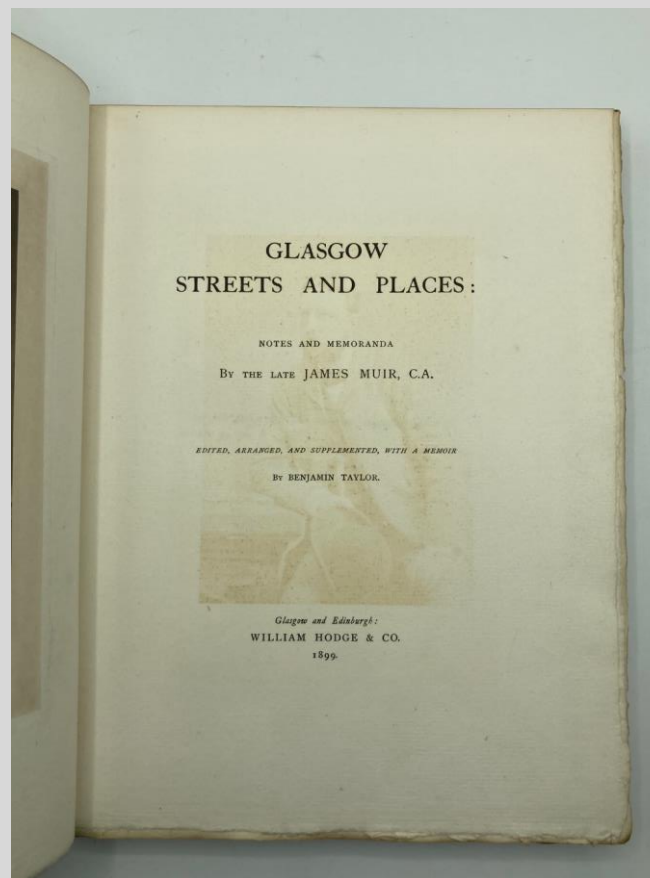 GLASGOW
STREETS AND PLACES:
NOTES AND MEMORANDA
BY THE LATE JAMES MUIR, C.A.
EDITED, ARRANGED, AND SUPPLEMENTED, WITH A MEMOIR
BY BENJAMIN TAYLOR.
Glasgow and Edinburgh:
WILLIAM HODGE & CO.
1899.